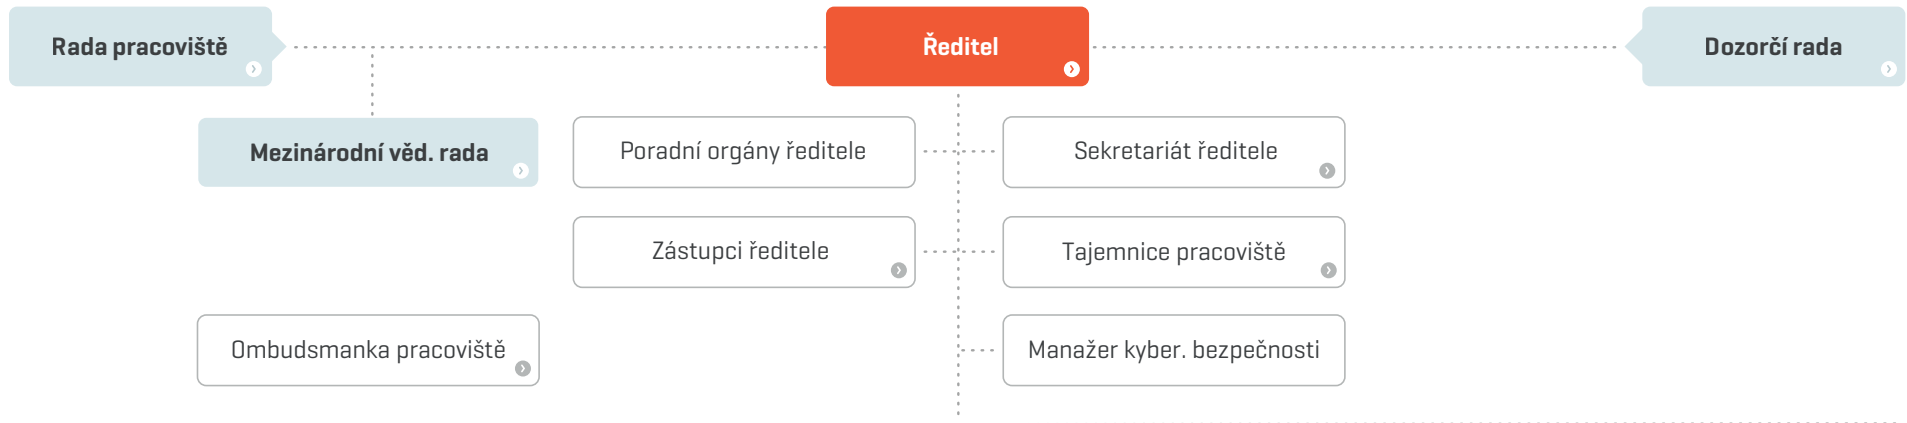 Rada pracoviště
Ředitel
Dozorčí rada
Mezinárodní věd. rada
Poradní orgány ředitele
Sekretariát ředitele
Zástupci ředitele
Tajemnice pracoviště
Ombudsmanka pracoviště
Manažer kyber. bezpečnosti